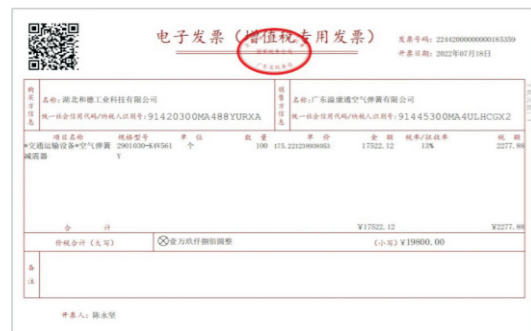 电子发票（增值税专用发票）
发票号码：22442000000000185359
开票日期：2022年07月18日
购买方信息
名称：湖北和德工业科技有限公司
统一社会信用代码/纳税人识别号：91420300MA488YURXA
销售方信息
名称：广东溢康通空气弹簧有限公司
统一社会信用代码/纳税人识别号：91445300MA4ULHCGX2
项目名称 规格型号 单位 数量 单价 金额 税率/征收率 税额
*交通运输设备*空气弹簧 2901030-K4V561 个 100 175.221238938053 17522.12 13% 2277.88
减震器 Y
合计 ¥17522.12 ¥2277.88
价税合计（大写） ⊗壹万玖仟捌佰圆整 （小写）¥19800.00
备注
开票人：陈永坚